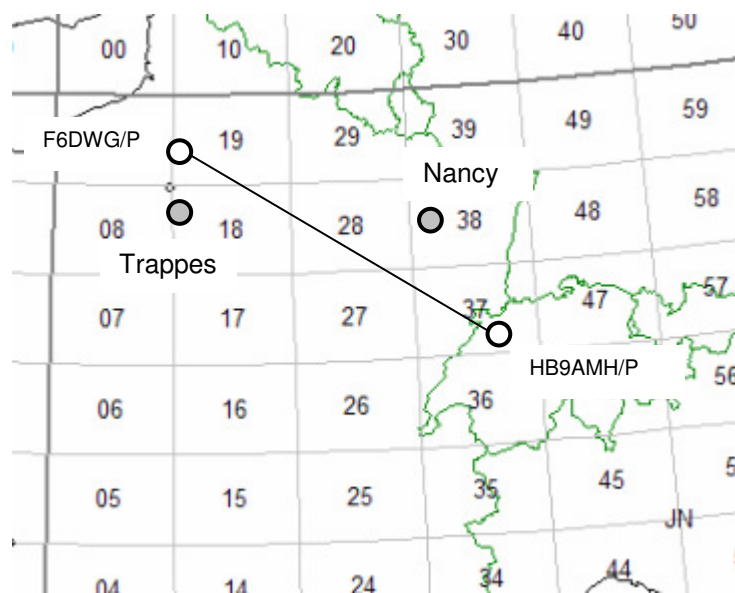 00 10 20 30 40 50
F6DWG/P 19 29 39 49 59
Nancy
08 18 28 38 48 58
Trappes
07 17 27 37 47 57
HB9AMH/P
06 16 26 36 56
05 15 25 35 45
JN
04 14 24 34 44